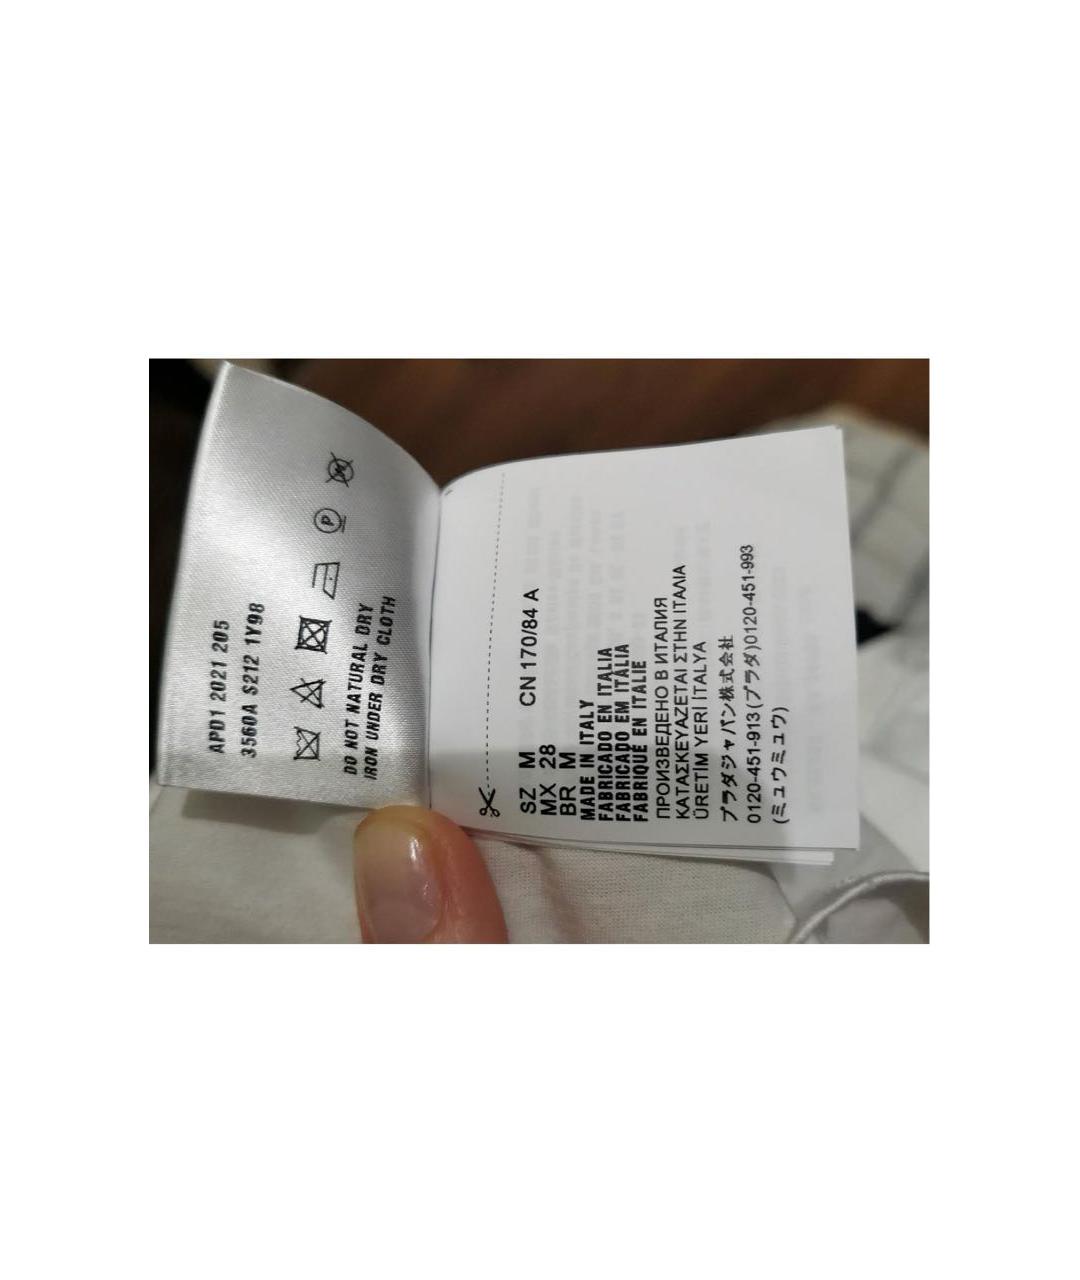 APD1 2021 205
3560A S212 1Y98
DO NOT NATURAL DRY
IRON UNDER DRY CLOTH
SZ M CN 170/84 A
MX 28
BR M
MADE IN ITALY
FABRICADO EN ITALIA
FABRICADO EM ITÁLIA
FABRIQUÉ EN ITALIE
ПРОИЗВЕДЕНО В ИТАЛИЯ
ΚΑΤΑΣΚΕΥΑΖΕΤΑΙ ΣΤΗΝ ΙΤΑΛΙΑ
ÜRETİM YERİ İTALYA
プラダジャパン株式会社
0120-451-913(プラダ)0120-451-993
(ミュウミュウ)